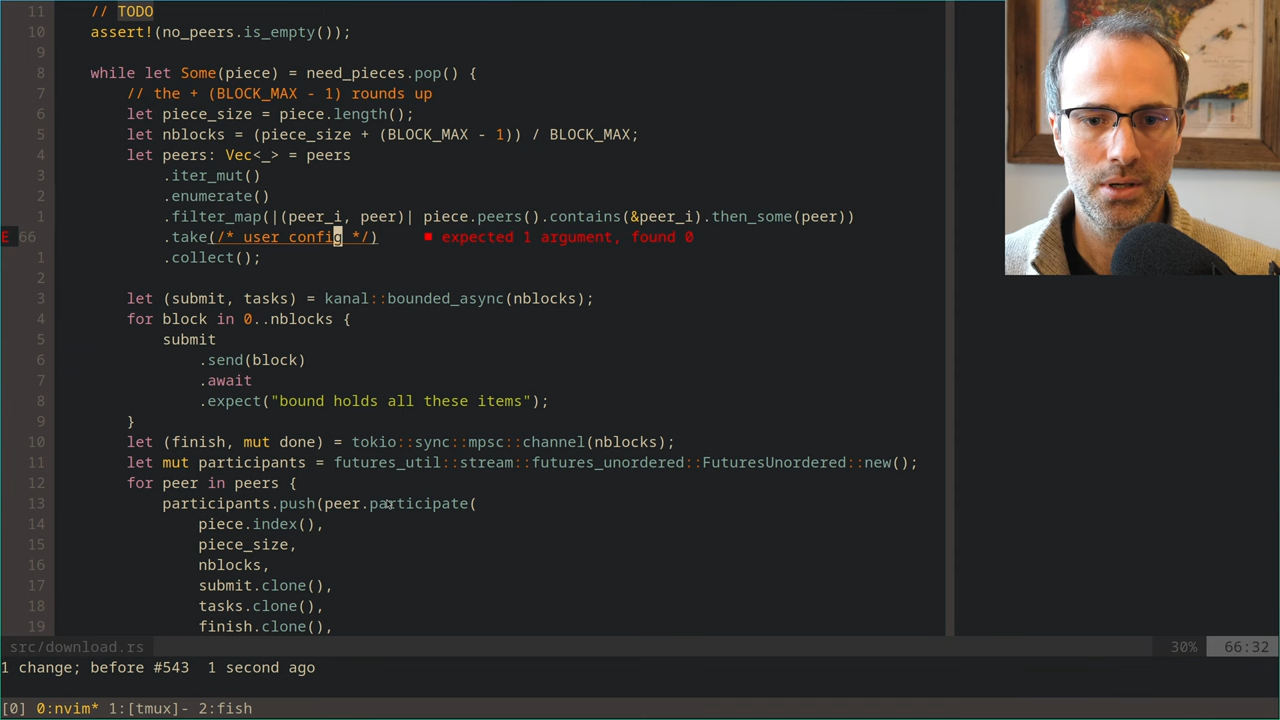 11 // TODO
10 assert!(no_peers.is_empty());
9
8 while let Some(piece) = need_pieces.pop() {
7 // the + (BLOCK_MAX - 1) rounds up
6 let piece_size = piece.length();
5 let nblocks = (piece_size + (BLOCK_MAX - 1)) / BLOCK_MAX;
4 let peers: Vec<_> = peers
3 .iter_mut()
2 .enumerate()
1 .filter_map(|(peer_i, peer)| piece.peers().contains(&peer_i).then_some(peer))
E 66 .take(/* user config */) ■ expected 1 argument, found 0
1 .collect();
2
3 let (submit, tasks) = kanal::bounded_async(nblocks);
4 for block in 0..nblocks {
5 submit
6 .send(block)
7 .await
8 .expect("bound holds all these items");
9 }
10 let (finish, mut done) = tokio::sync::mpsc::channel(nblocks);
11 let mut participants = futures_util::stream::futures_unordered::FuturesUnordered::new();
12 for peer in peers {
13 participants.push(peer.participate(
14 piece.index(),
15 piece_size,
16 nblocks,
17 submit.clone(),
18 tasks.clone(),
19 finish.clone(),
src/download.rs 30% 66:32
1 change; before #543 1 second ago
[0] 0:nvim* 1:[tmux]- 2:fish